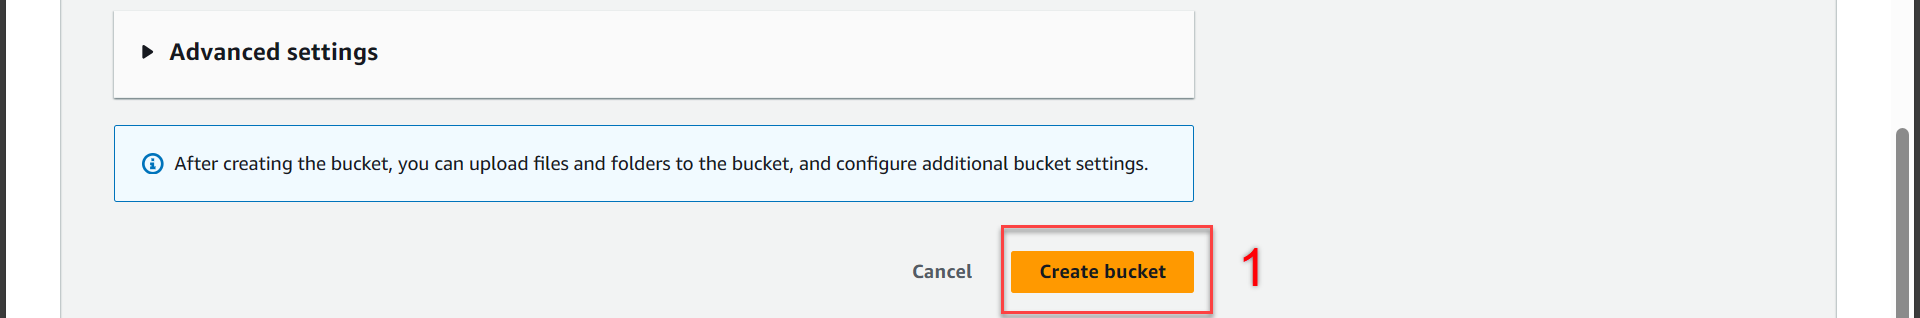 Advanced settings
After creating the bucket, you can upload files and folders to the bucket, and configure additional bucket settings.
Cancel
Create bucket
1